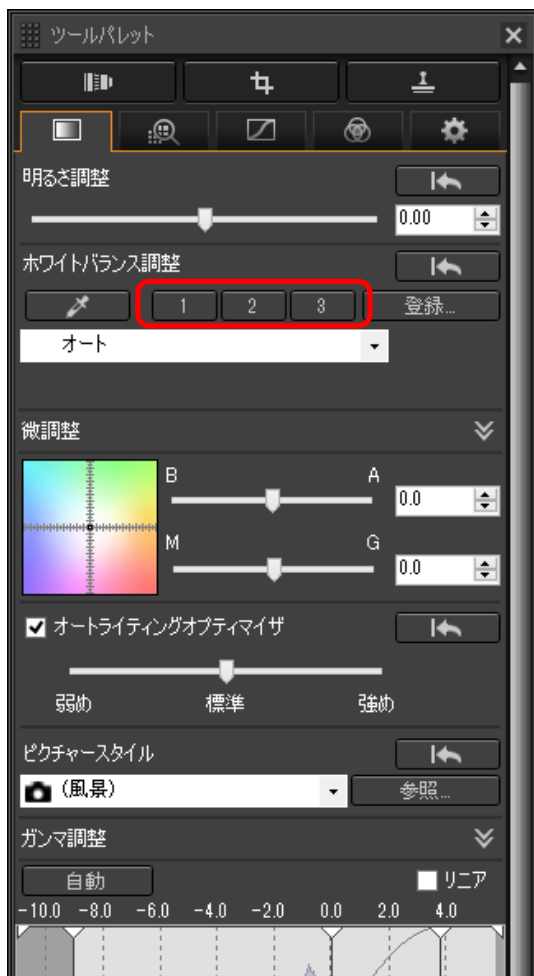 ツールパレット
明るさ調整
0.00
ホワイトバランス調整
1 2 3 登録...
オート
微調整
B A
0.0
M G
0.0
オートライティングオプティマイザ
弱め 標準 強め
ピクチャースタイル
(風景) 参照...
ガンマ調整
自動 リニア
-10.0 -8.0 -6.0 -4.0 -2.0 0.0 2.0 4.0